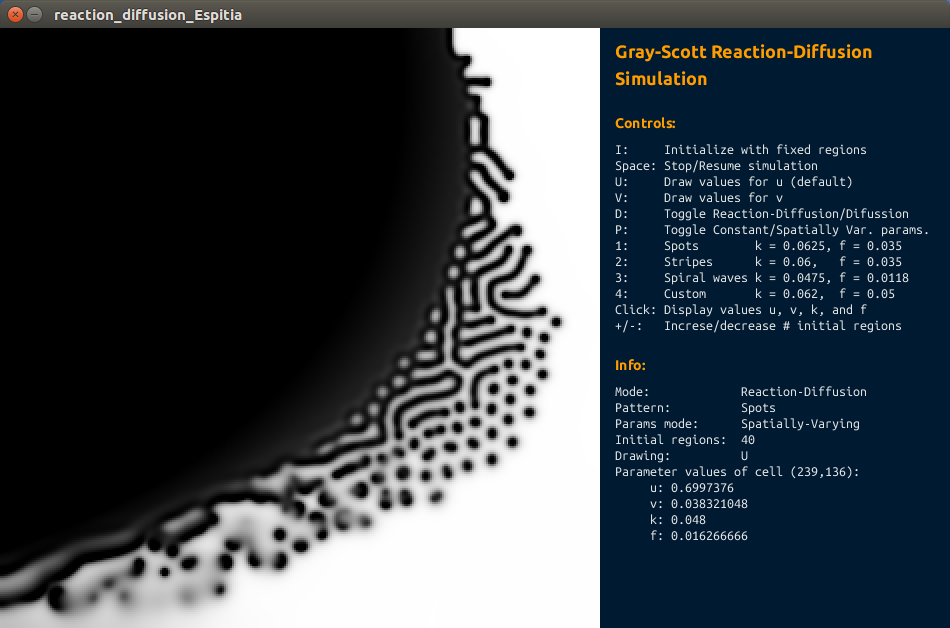 reaction_diffusion_Espitia
Gray-Scott Reaction-Diffusion
Simulation
Controls:
I: Initialize with fixed regions
Space: Stop/Resume simulation
U: Draw values for u (default)
V: Draw values for v
D: Toggle Reaction-Diffusion/Difussion
P: Toggle Constant/Spatially Var. params.
1: Spots k = 0.0625, f = 0.035
2: Stripes k = 0.06, f = 0.035
3: Spiral waves k = 0.0475, f = 0.0118
4: Custom k = 0.062, f = 0.05
Click: Display values u, v, k, and f
+/-: Increse/decrease # initial regions
Info:
Mode: Reaction-Diffusion
Pattern: Spots
Params mode: Spatially-Varying
Initial regions: 40
Drawing: U
Parameter values of cell (239,136):
u: 0.6997376
v: 0.038321048
k: 0.048
f: 0.016266666